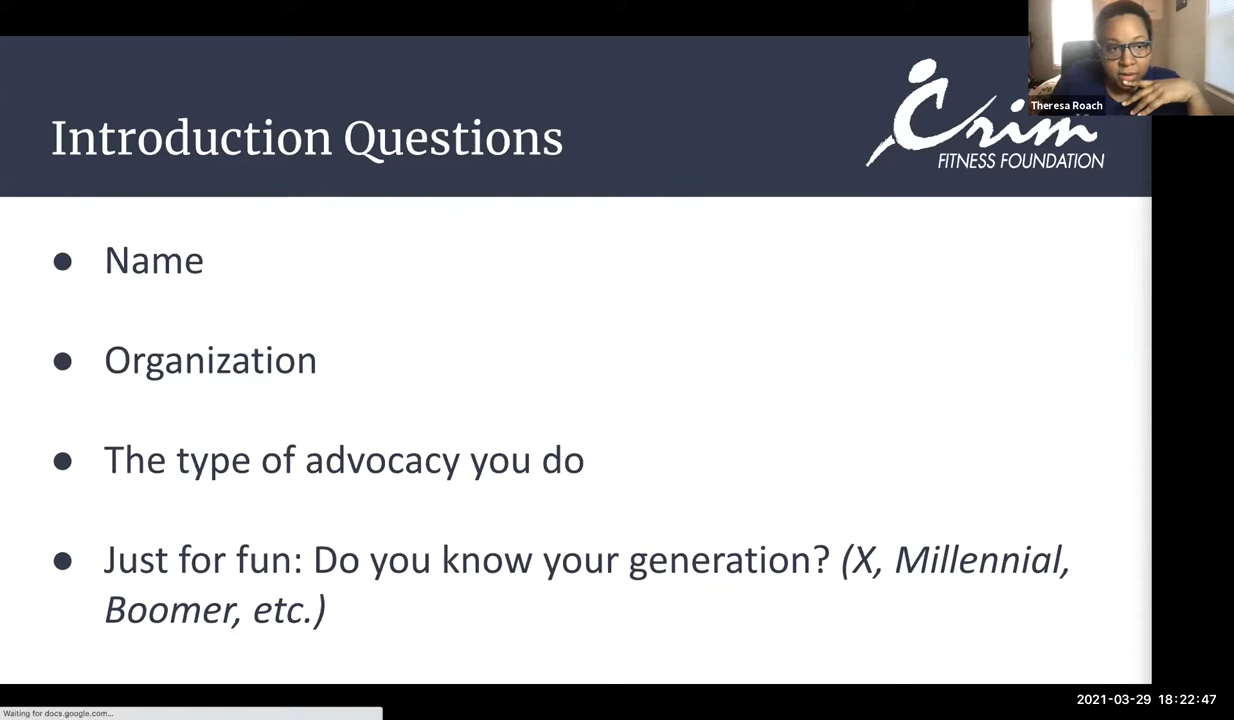 Theresa Roach
Introduction Questions
Crim
FITNESS FOUNDATION
● Name
● Organization
● The type of advocacy you do
● Just for fun: Do you know your generation? (X, Millennial,
Boomer, etc.)
2021-03-29 18:22:47
Waiting for docs.google.com...